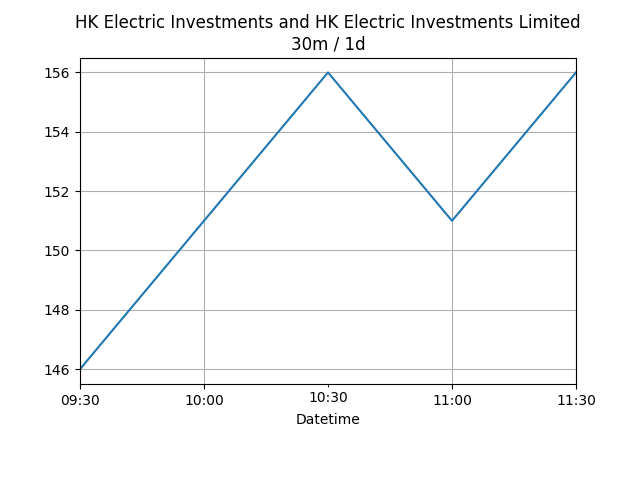 HK Electric Investments and HK Electric Investments Limited
30m / 1d
156
154
152
150
148
146
09:30 10:00 10:30 11:00 11:30
Datetime